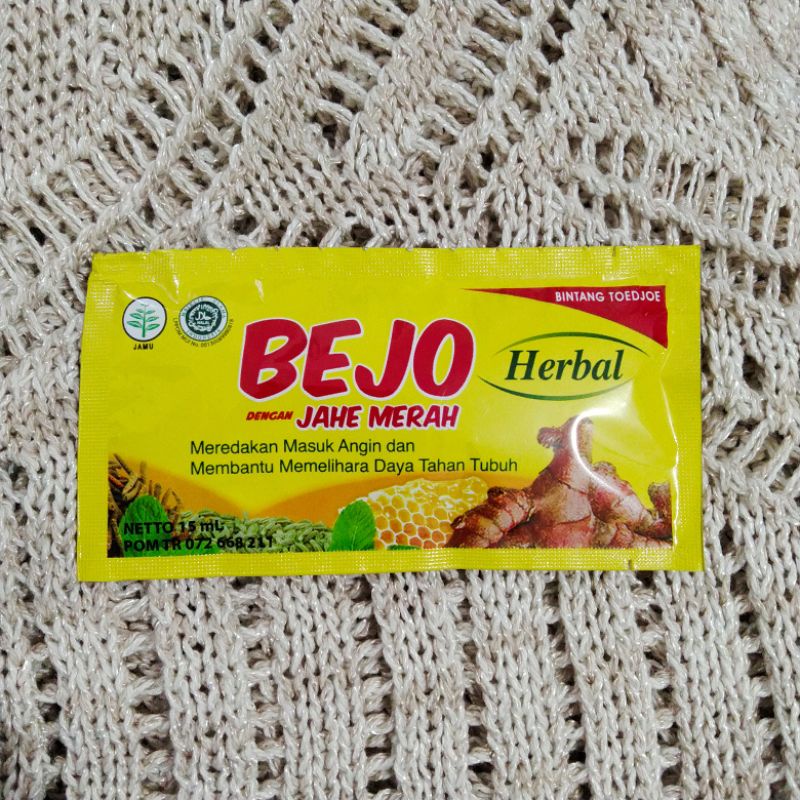 BINTANG TOEDJOE
JAMU
HALAL
BEJO
Herbal
DENGAN JAHE MERAH
Meredakan Masuk Angin dan
Membantu Memelihara Daya Tahan Tubuh
NETTO 15 mL
POM TR 072 668 211